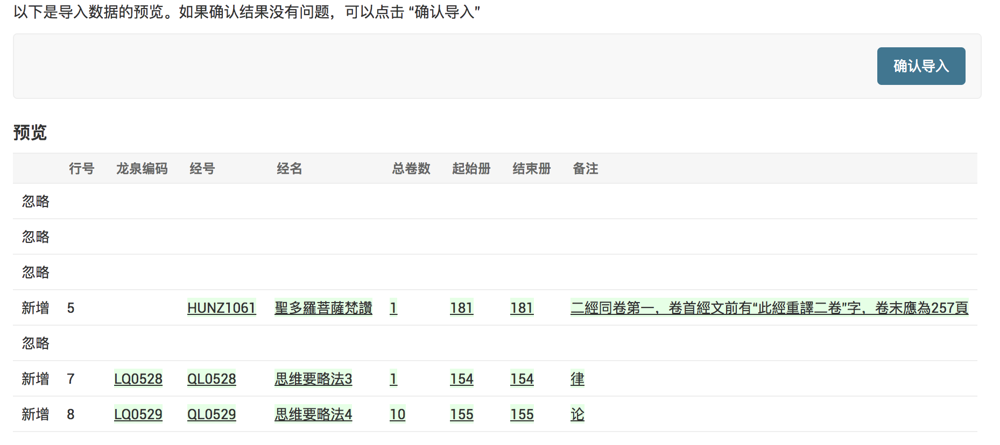 以下是导入数据的预览。如果确认结果没有问题，可以点击 “确认导入”
确认导入
预览
行号 龙泉编码 经号 经名 总卷数 起始册 结束册 备注
忽略
忽略
忽略
新增 5 HUNZ1061 聖多羅菩薩梵讚 1 181 181 二經同卷第一，卷首經文前有“此經重譯二卷”字，卷末應為257頁
忽略
新增 7 LQ0528 QL0528 思维要略法3 1 154 154 律
新增 8 LQ0529 QL0529 思维要略法4 10 155 155 论